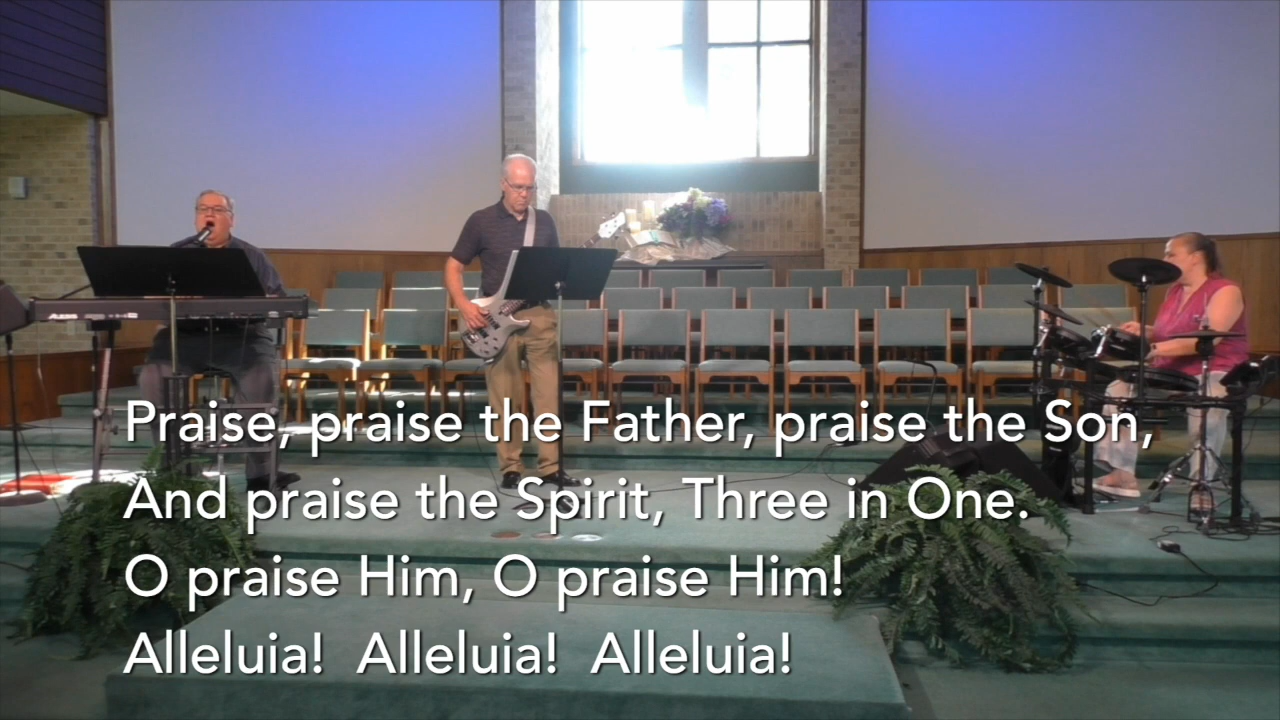 Praise, praise the Father, praise the Son,
And praise the Spirit, Three in One.
O praise Him, O praise Him!
Alleluia! Alleluia! Alleluia!
ALESIS